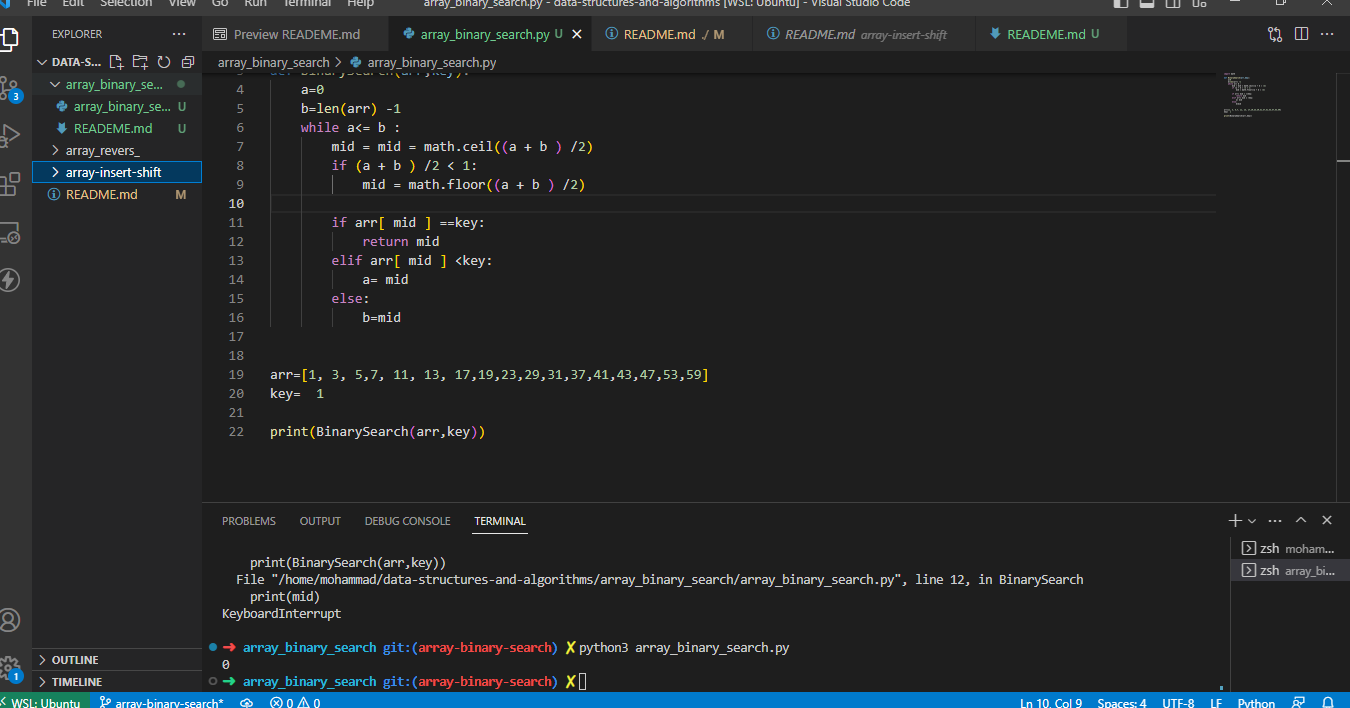 File Edit Selection View Go Run Terminal Help array_binary_search.py - data-structures-and-algorithms [WSL: Ubuntu] - Visual Studio Code
EXPLORER ···
Preview READEME.md
array_binary_search.py U
README.md ✓ M
README.md array-insert-shift
READEME.md U
DATA-S...
array_binary_se...
array_binary_se... U
READEME.md U
array_revers_
array-insert-shift
README.md M
OUTLINE
TIMELINE
3
1
array_binary_search > array_binary_search.py
3 def BinarySearch(arr,key):
4 a=0
5 b=len(arr) -1
6 while a<= b :
7 mid = mid = math.ceil((a + b ) /2)
8 if (a + b ) /2 < 1:
9 mid = math.floor((a + b ) /2)
10
11 if arr[ mid ] ==key:
12 return mid
13 elif arr[ mid ] <key:
14 a= mid
15 else:
16 b=mid
17
18
19 arr=[1, 3, 5,7, 11, 13, 17,19,23,29,31,37,41,43,47,53,59]
20 key=  1
21
22 print(BinarySearch(arr,key))
PROBLEMS OUTPUT DEBUG CONSOLE TERMINAL
print(BinarySearch(arr,key))
File "/home/mohammad/data-structures-and-algorithms/array_binary_search/array_binary_search.py", line 12, in BinarySearch
print(mid)
KeyboardInterrupt
➜ array_binary_search git:(array-binary-search) ✗ python3 array_binary_search.py
0
➜ array_binary_search git:(array-binary-search) ✗
zsh moham...
zsh array_bi...
WSL: Ubuntu array-binary-search* 0 0 Ln 10, Col 9 Spaces: 4 UTF-8 LF Python